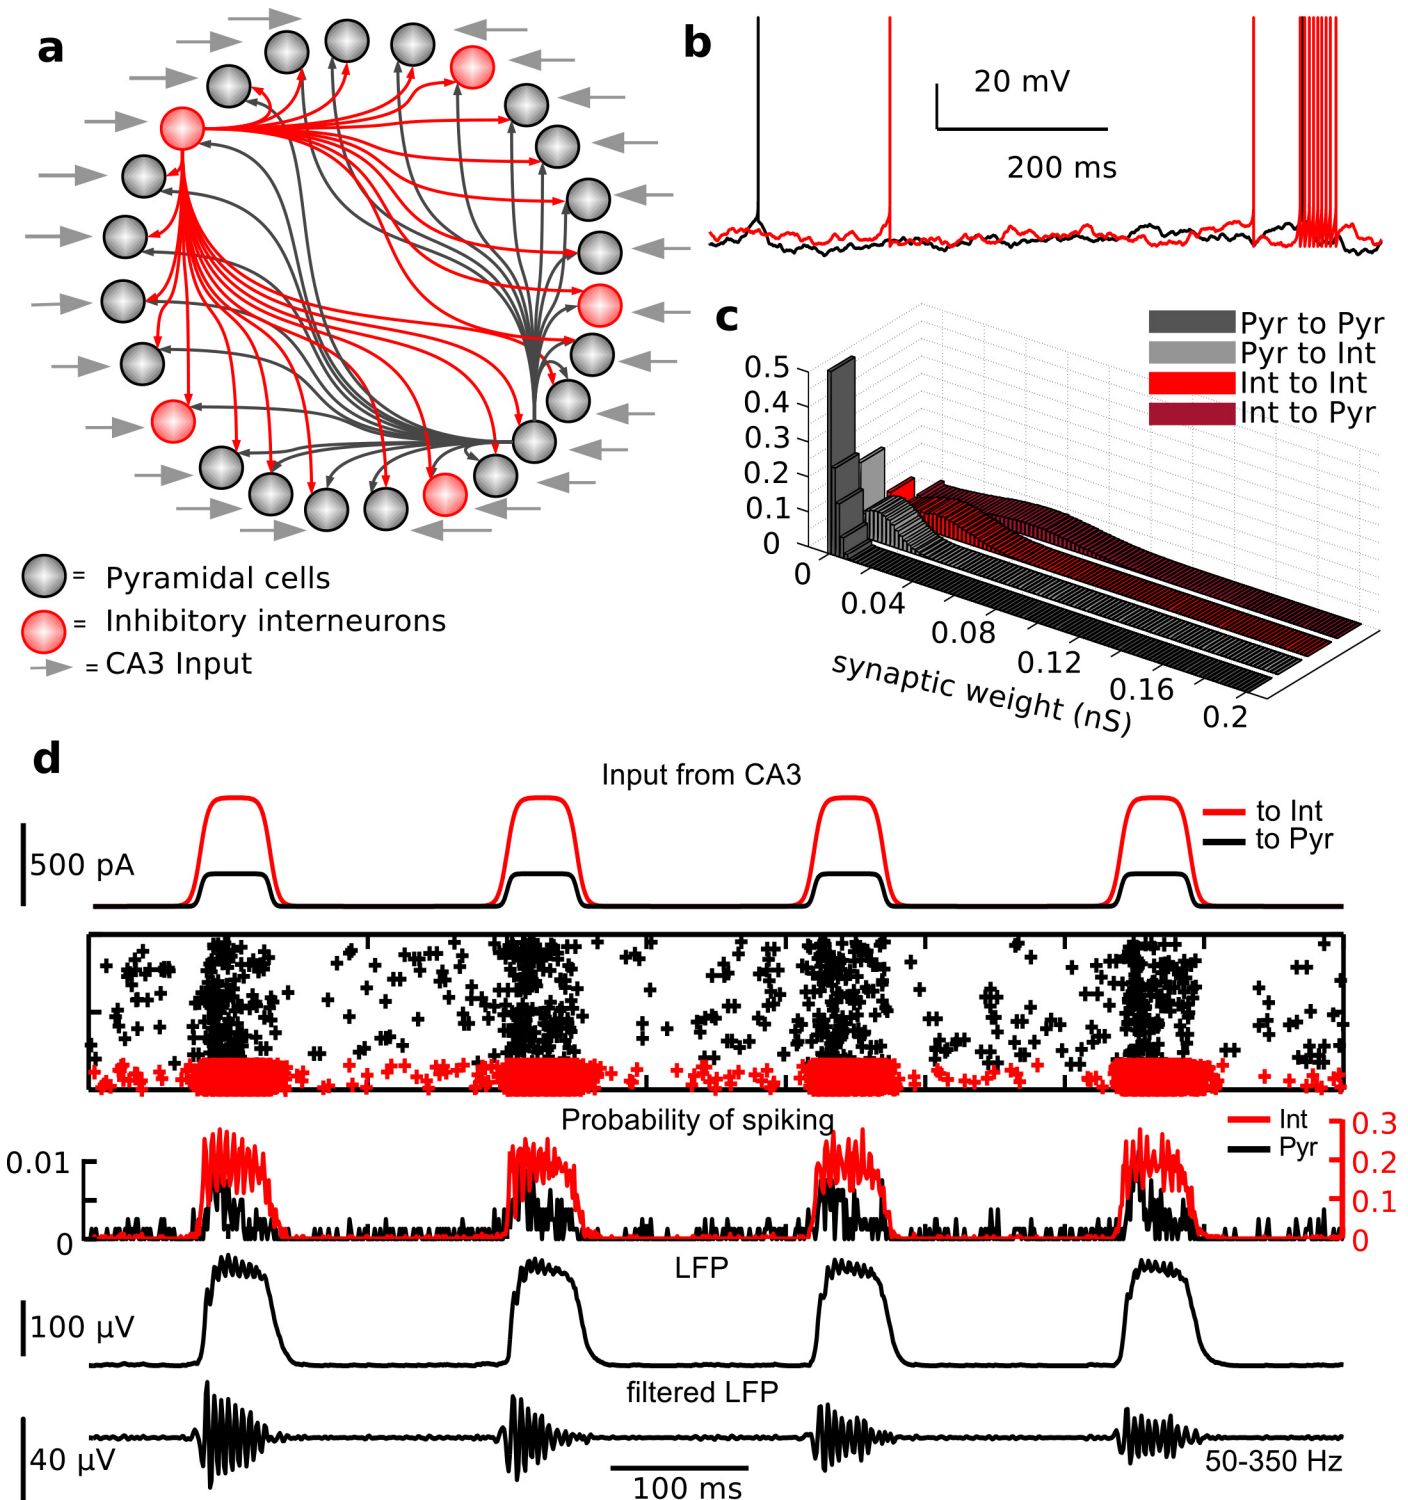 a
= Pyramidal cells
= Inhibitory interneurons
= CA3 Input
b
20 mV
200 ms
c
Pyr to Pyr
Pyr to Int
Int to Int
Int to Pyr
0.5
0.4
0.3
0.2
0.1
0
0
0.04
0.08
0.12
0.16
0.2
synaptic weight (nS)
d
Input from CA3
to Int
to Pyr
500 pA
Probability of spiking
Int
Pyr
0.01
0
0.3
0.2
0.1
0
LFP
100 µV
filtered LFP
40 µV
50-350 Hz
100 ms